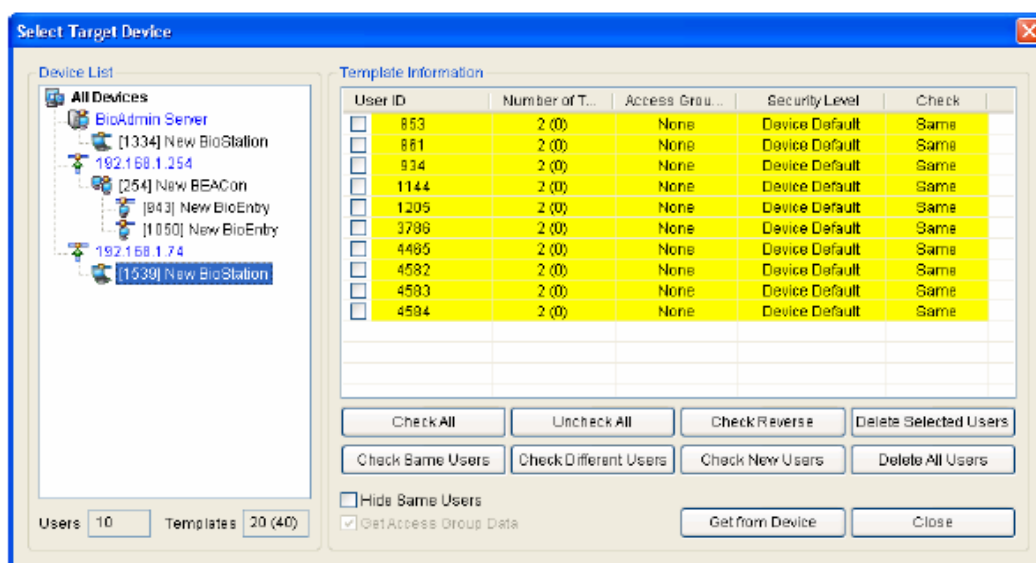 Select Target Device
Device List
All Devices
BioAdmin Server
[1334] New BioStation
192.168.1.254
[254] New BEACon
[943] New BioEntry
[1050] New BioEntry
192.168.1.74
[1539] New BioStation
Users 10 Templates 20 (40)
Template Information
User ID Number of T... Access Grou... Security Level Check
853 2 (0) None Device Default Same
861 2 (0) None Device Default Same
934 2 (0) None Device Default Same
1144 2 (0) None Device Default Same
1205 2 (0) None Device Default Same
3786 2 (0) None Device Default Same
4465 2 (0) None Device Default Same
4582 2 (0) None Device Default Same
4583 2 (0) None Device Default Same
4584 2 (0) None Device Default Same
Check All Uncheck All Check Reverse Delete Selected Users
Check Same Users Check Different Users Check New Users Delete All Users
Hide Same Users
Get Access Group Data Get from Device Close